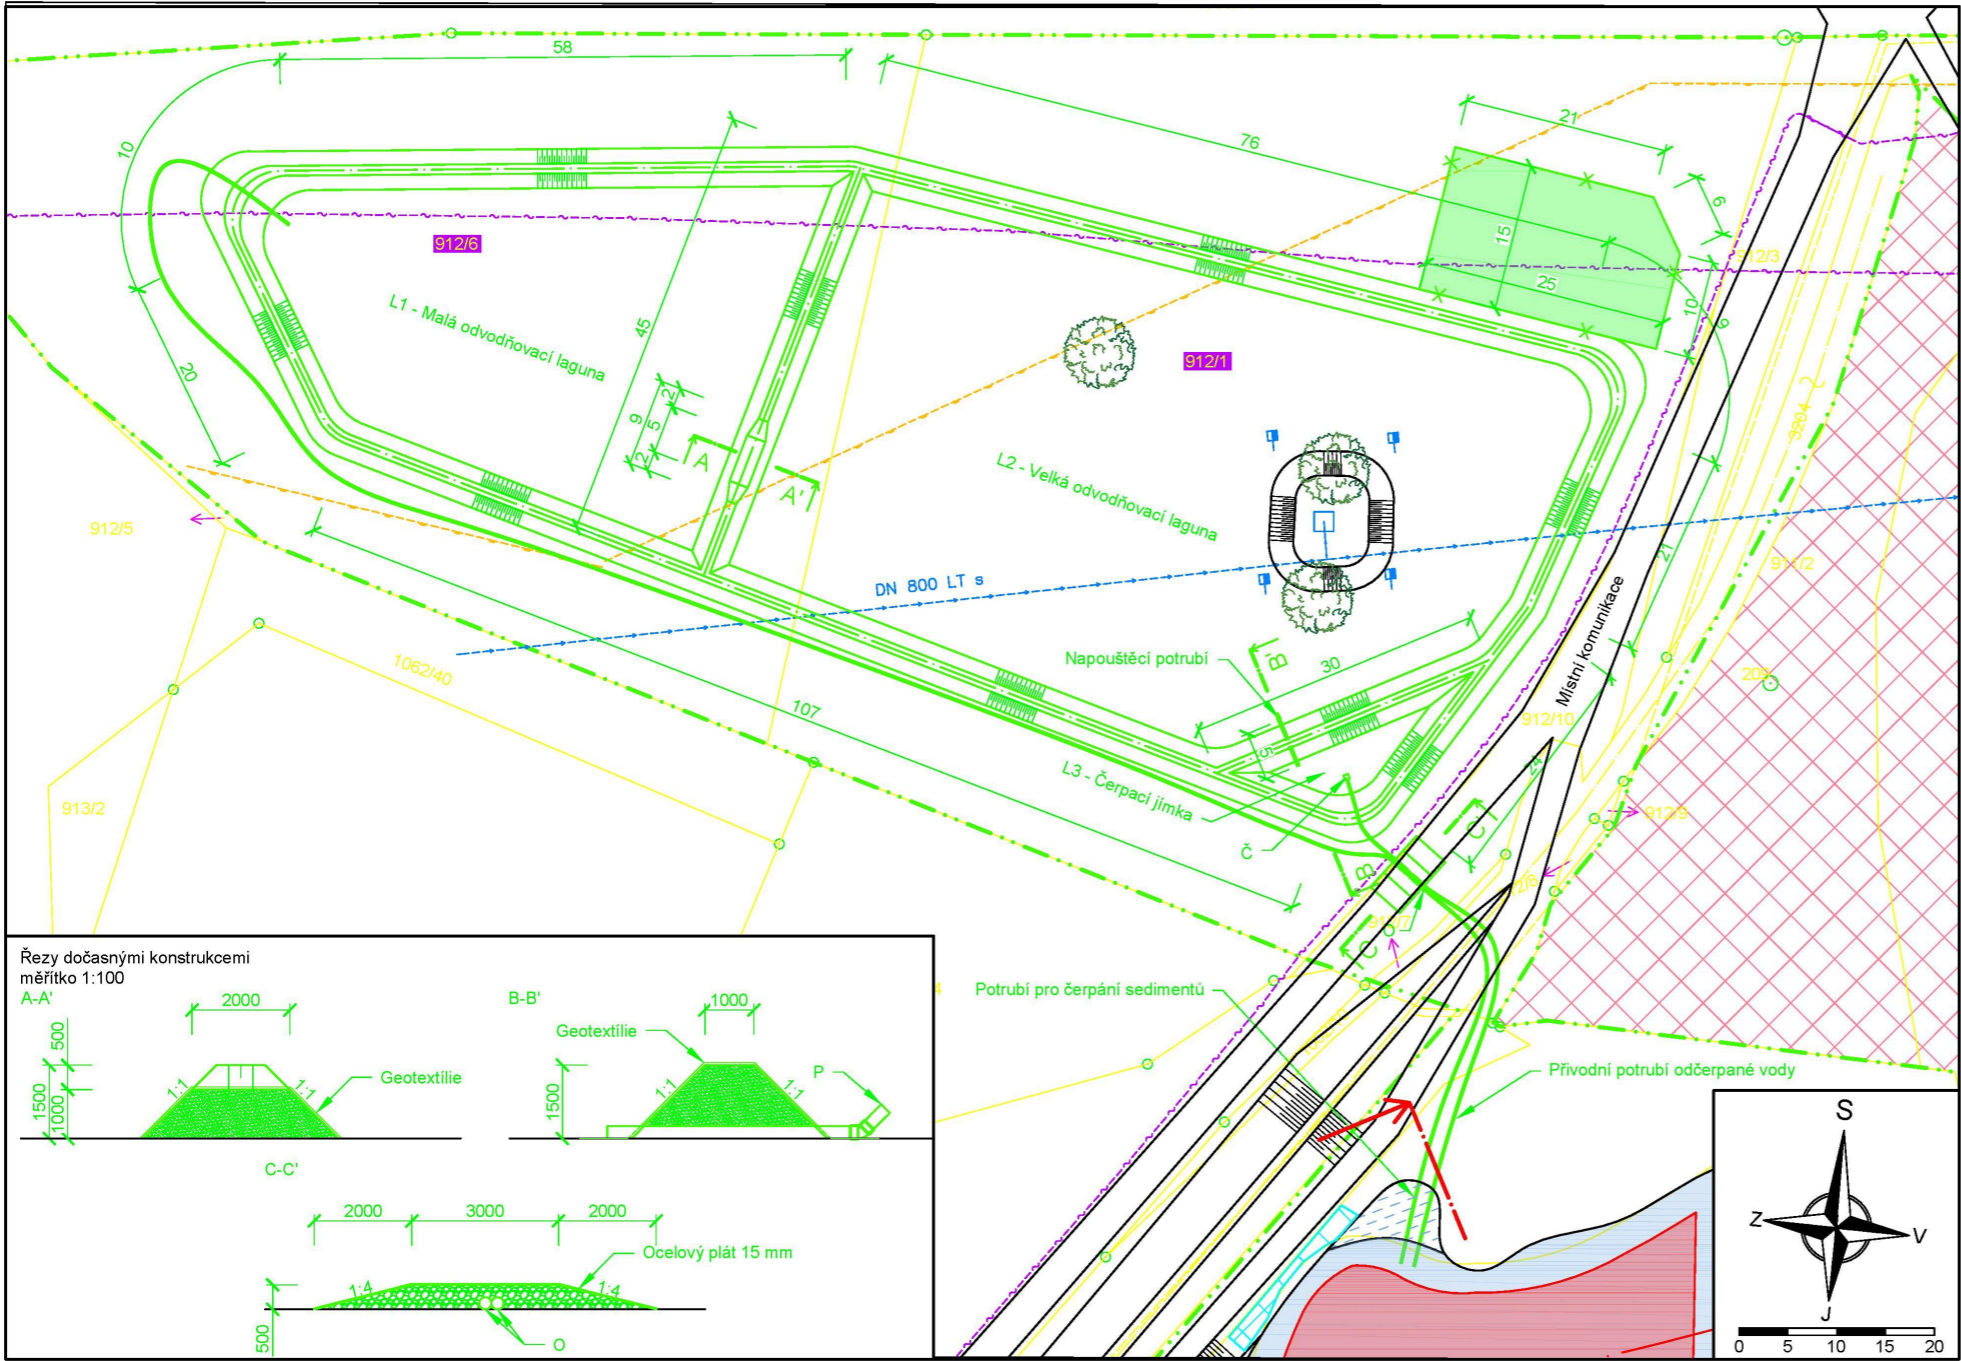 58
10
76
21
6
15
25
10
9
912/3
912/6
L1 - Malá odvodňovací laguna
45
20
912/1
2
9
5
2
A
A'
3204
L2 - Velká odvodňovací laguna
912/5
DN 800 LT s
21
Místní komunikace
Napouštěcí potrubí
B'
30
1062/40
107
912/10
5
24
L3 - Čerpací jímka
913/2
912/9
Č
C'
B
C
Potrubí pro čerpání sedimentů
Přívodní potrubí odčerpané vody
Řezy dočasnými konstrukcemi
měřítko 1:100
A-A'
2000
500
1500
1000
1:1
1:1
Geotextílie
B-B'
1000
Geotextílie
1500
1:1
1:1
P
C-C'
2000
3000
2000
Ocelový plát 15 mm
1:4
1:4
500
O
S
Z
V
J
0 5 10 15 20